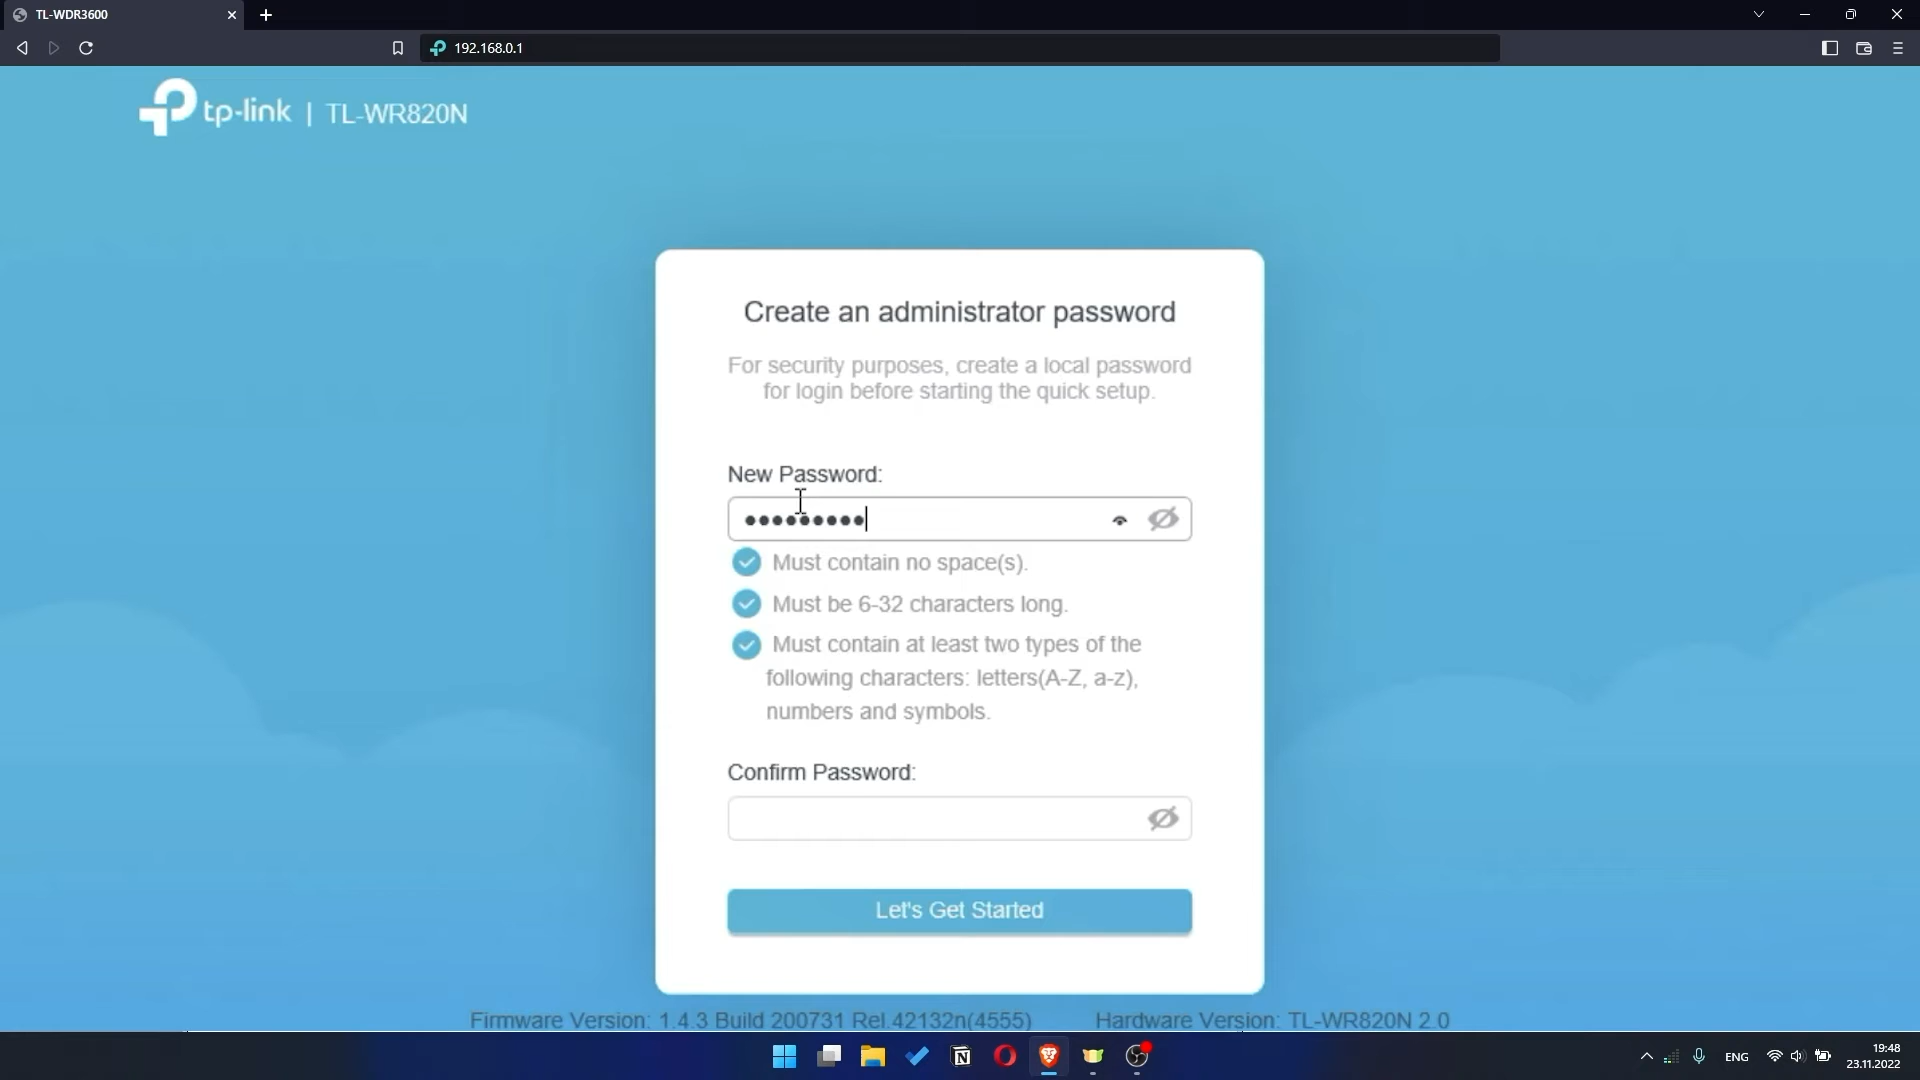 TL-WDR3600
192.168.0.1
tp-link | TL-WR820N
Create an administrator password
For security purposes, create a local password
for login before starting the quick setup.
New Password:
●●●●●●●●●
Must contain no space(s).
Must be 6-32 characters long.
Must contain at least two types of the
following characters: letters(A-Z, a-z),
numbers and symbols.
Confirm Password:
Let's Get Started
Firmware Version: 1.4.3 Build 200731 Rel.42132n(4555) Hardware Version: TL-WR820N 2.0
ENG
19:48
23.11.2022